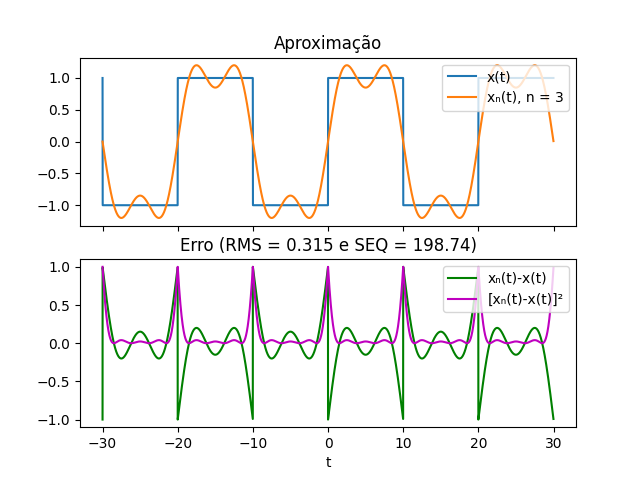 Aproximação
1.0
0.5
0.0
−0.5
−1.0
x(t)
xₙ(t), n = 3
Erro (RMS = 0.315 e SEQ = 198.74)
1.0
0.5
0.0
−0.5
−1.0
xₙ(t)-x(t)
[xₙ(t)-x(t)]²
−30 −20 −10 0 10 20 30
t